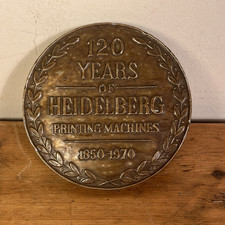 120
YEARS
OF
HEIDELBERG
PRINTING MACHINES
1850-1970